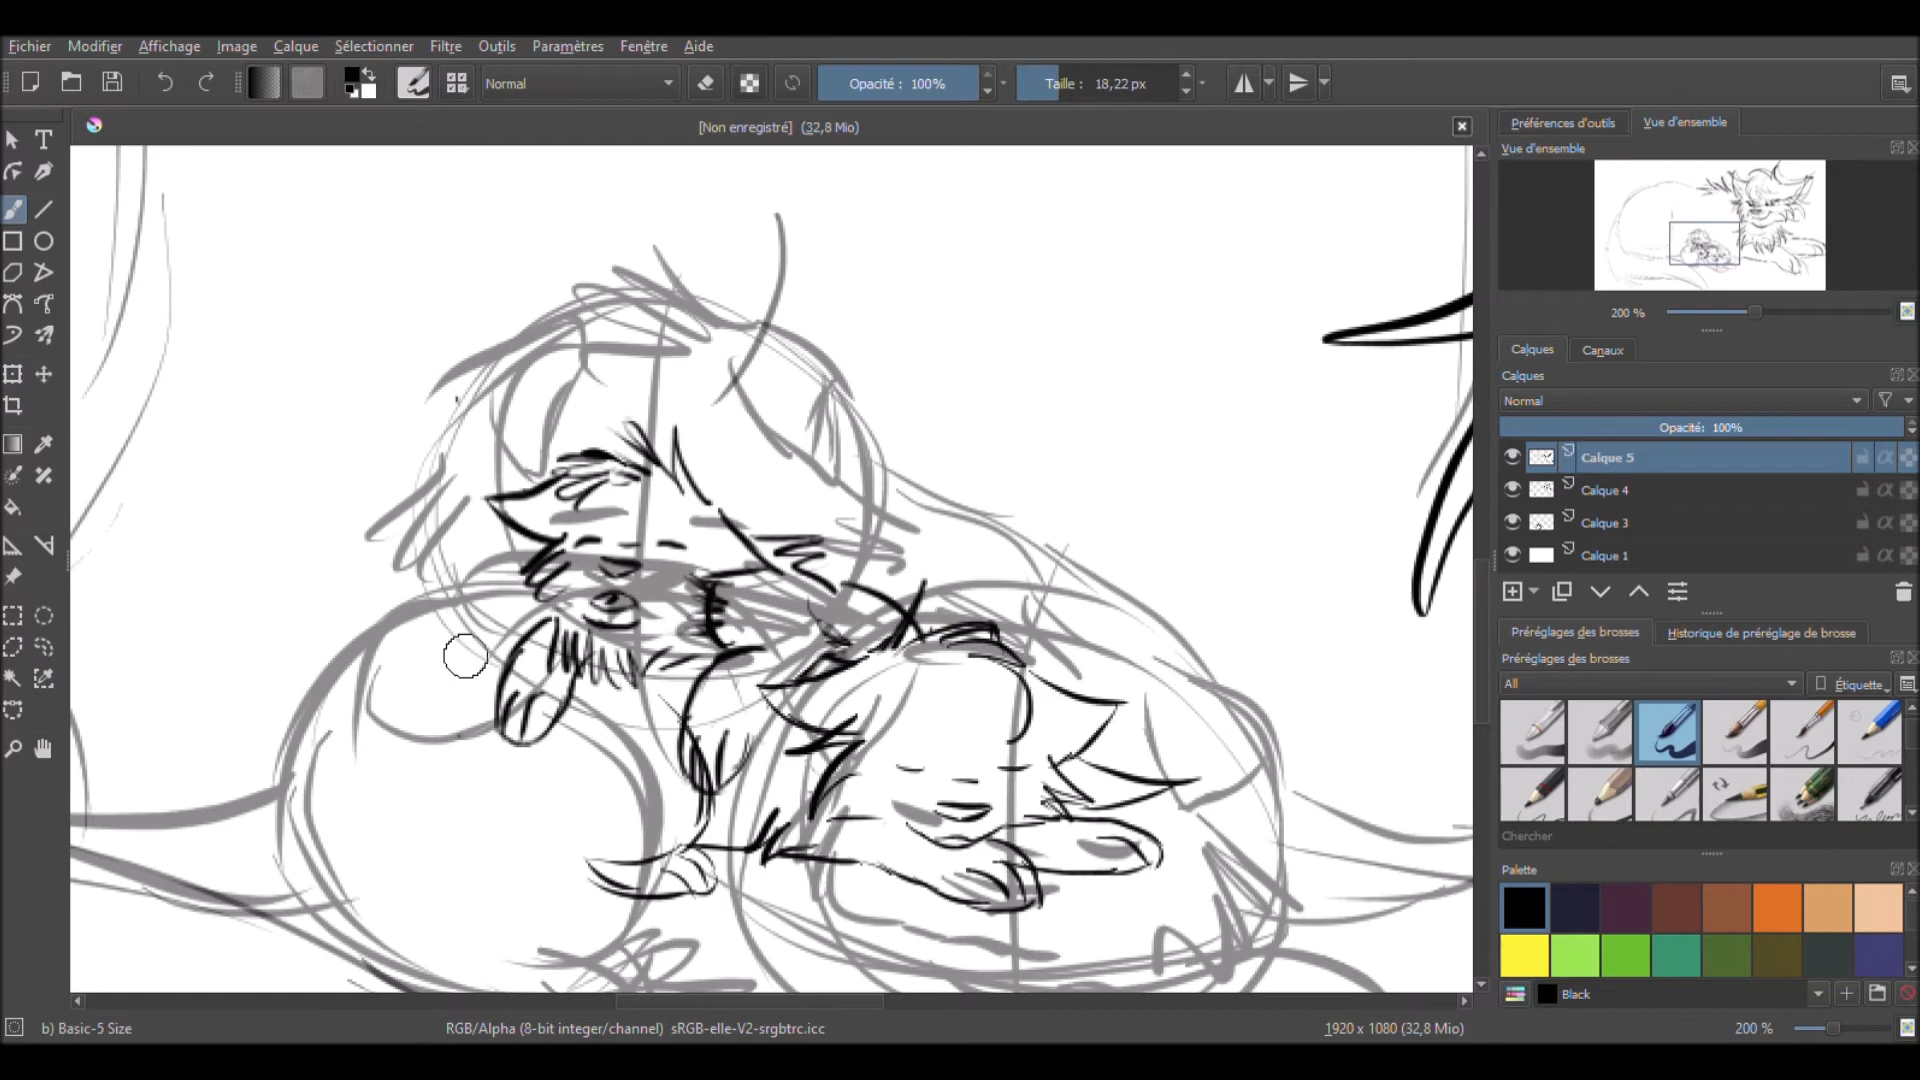 Fichier Modifier Affichage Image Calque Sélectionner Filtre Outils Paramètres Fenêtre Aide
Normal Opacité : 100% Taille : 18,22 px
[Non enregistré] (32,8 Mio)
Préférences d'outils Vue d'ensemble
Vue d'ensemble
200 %
Calques Canaux
Calques
Normal
Opacité: 100%
Calque 5
Calque 4
Calque 3
Calque 1
Préréglages des brosses Historique de préréglage de brosse
Préréglages des brosses
All Étiquette
Chercher
Palette
Black
b) Basic-5 Size RGB/Alpha (8-bit integer/channel) sRGB-elle-V2-srgbtrc.icc 1920 x 1080 (32,8 Mio) 200 %